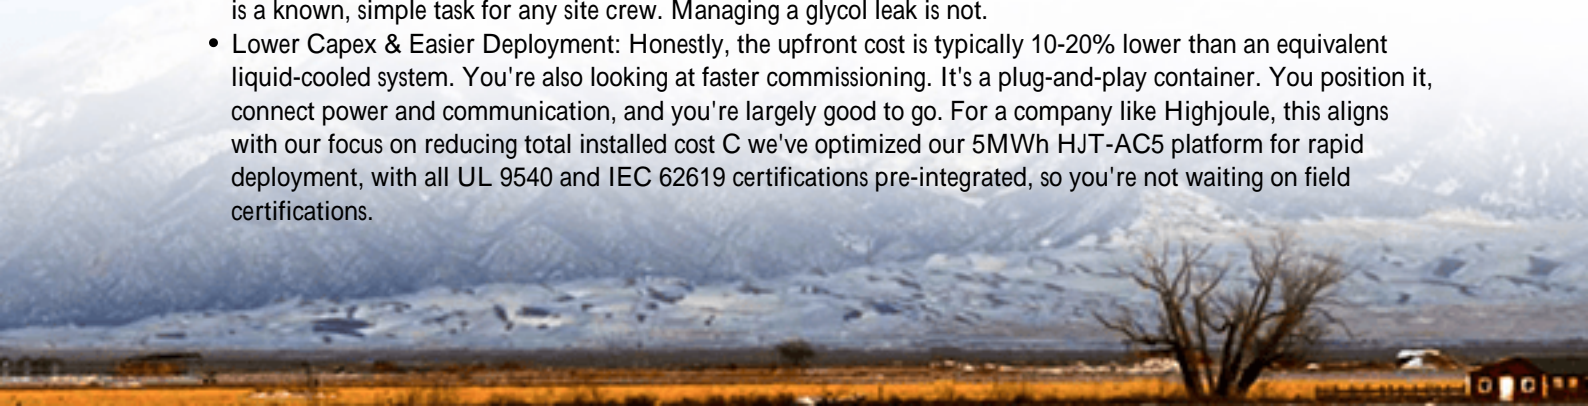 is a known, simple task for any site crew. Managing a glycol leak is not.
• Lower Capex & Easier Deployment: Honestly, the upfront cost is typically 10-20% lower than an equivalent
liquid-cooled system. You're also looking at faster commissioning. It's a plug-and-play container. You position it,
connect power and communication, and you're largely good to go. For a company like Highjoule, this aligns
with our focus on reducing total installed cost C we've optimized our 5MWh HJT-AC5 platform for rapid
deployment, with all UL 9540 and IEC 62619 certifications pre-integrated, so you're not waiting on field
certifications.